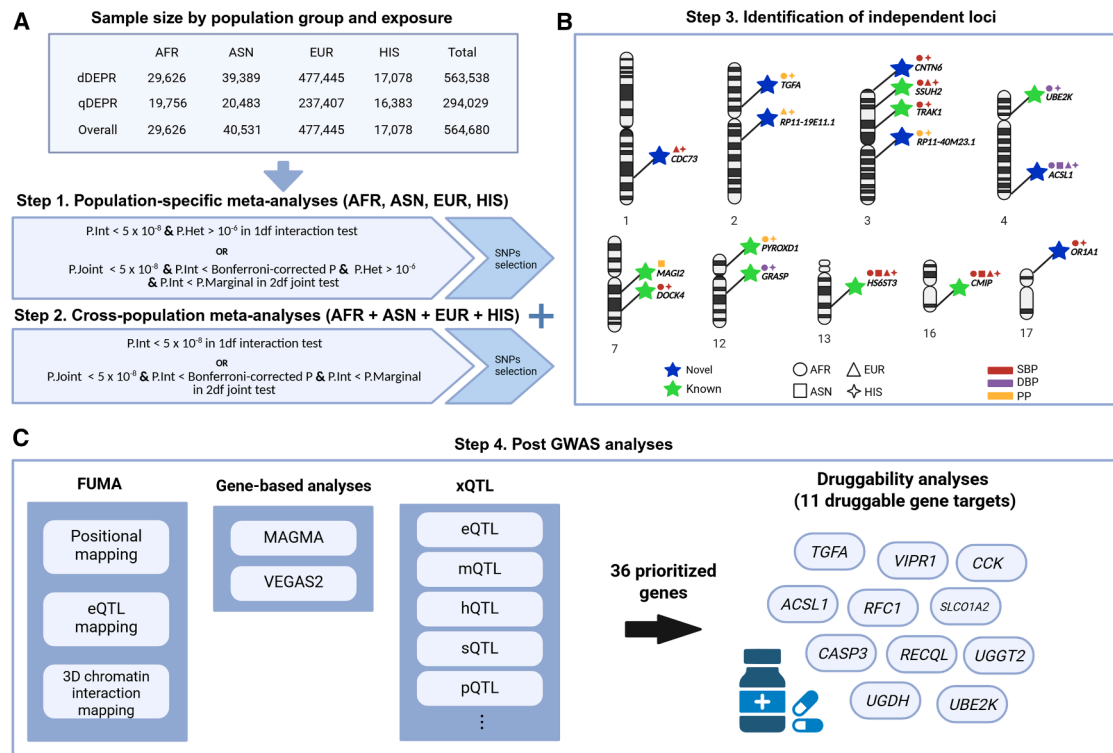 A
Sample size by population group and exposure
AFR ASN EUR HIS Total
dDEPR 29,626 39,389 477,445 17,078 563,538
qDEPR 19,756 20,483 237,407 16,383 294,029
Overall 29,626 40,531 477,445 17,078 564,680
Step 1. Population-specific meta-analyses (AFR, ASN, EUR, HIS)
P.Int < 5 x 10⁻⁸ & P.Het > 10⁻⁶ in 1df interaction test
OR
P.Joint < 5 x 10⁻⁸ & P.Int < Bonferroni-corrected P & P.Het > 10⁻⁶
& P.Int < P.Marginal in 2df joint test
SNPs
selection
Step 2. Cross-population meta-analyses (AFR + ASN + EUR + HIS)
P.Int < 5 x 10⁻⁸ in 1df interaction test
OR
P.Joint < 5 x 10⁻⁸ & P.Int < Bonferroni-corrected P & P.Int < P.Marginal
in 2df joint test
SNPs
selection
B
Step 3. Identification of independent loci
CDC73
1
TGFA
RP11-19E11.1
2
CNTN6
SSUH2
TRAK1
RP11-40M23.1
3
UBE2K
ACSL1
4
MAGI2
DOCK4
7
PYROXD1
GRASP
12
HS6ST3
13
CMIP
16
OR1A1
17
Novel
Known
AFR
EUR
ASN
HIS
SBP
DBP
PP
C
Step 4. Post GWAS analyses
FUMA
Positional
mapping
eQTL
mapping
3D chromatin
interaction
mapping
Gene-based analyses
MAGMA
VEGAS2
xQTL
eQTL
mQTL
hQTL
sQTL
pQTL
⋮
36 prioritized
genes
Druggability analyses
(11 druggable gene targets)
TGFA
VIPR1
CCK
ACSL1
RFC1
SLCO1A2
CASP3
RECQL
UGGT2
UGDH
UBE2K